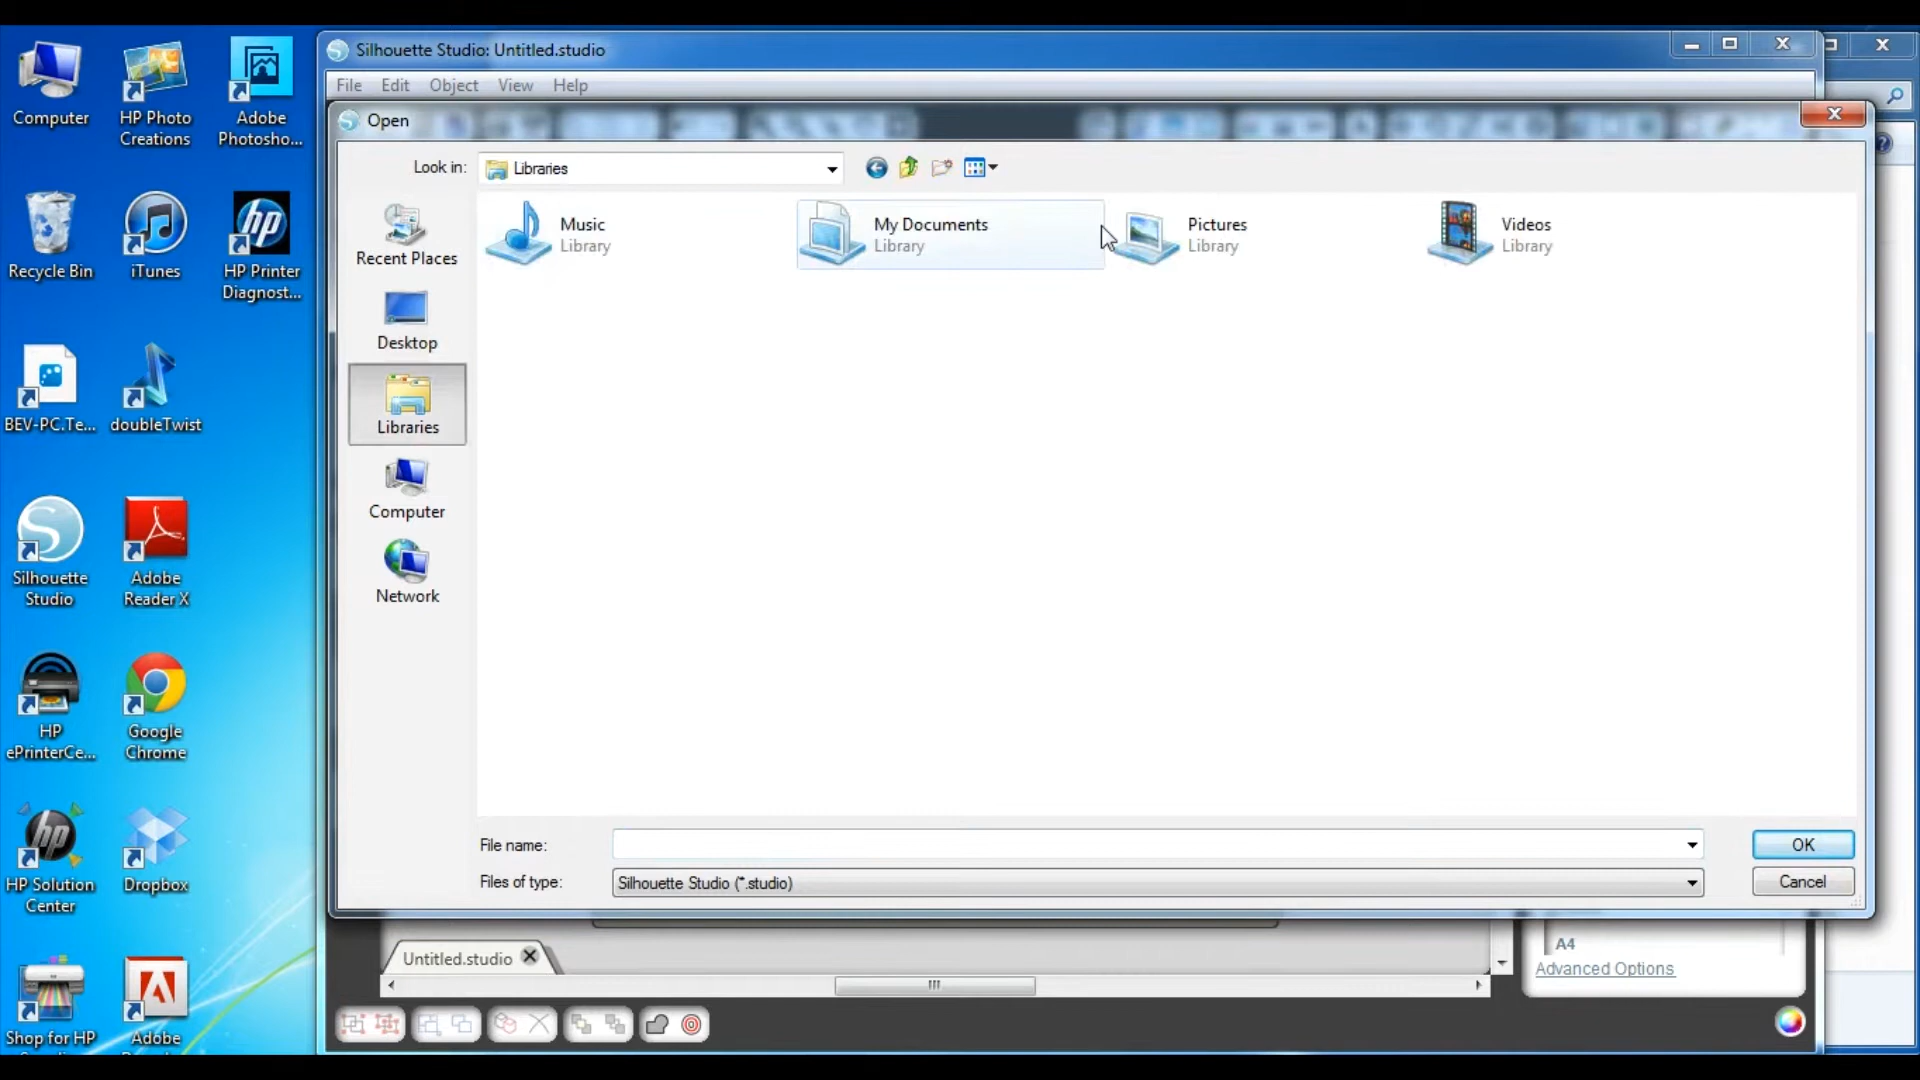 Silhouette Studio: Untitled.studio
File Edit Object View Help
Open
Look in: Libraries
Recent Places
Desktop
Libraries
Computer
Network
Music
Library
My Documents
Library
Pictures
Library
Videos
Library
File name:
OK
Files of type: Silhouette Studio (*.studio)
Cancel
Untitled.studio
A4
Advanced Options
Computer
HP Photo
Creations
Adobe
Photosho...
Recycle Bin
iTunes
HP Printer
Diagnost...
BEV-PC.Te...
doubleTwist
Silhouette
Studio
Adobe
Reader X
HP
ePrinterCe...
Google
Chrome
HP Solution
Center
Dropbox
Shop for HP
Adobe